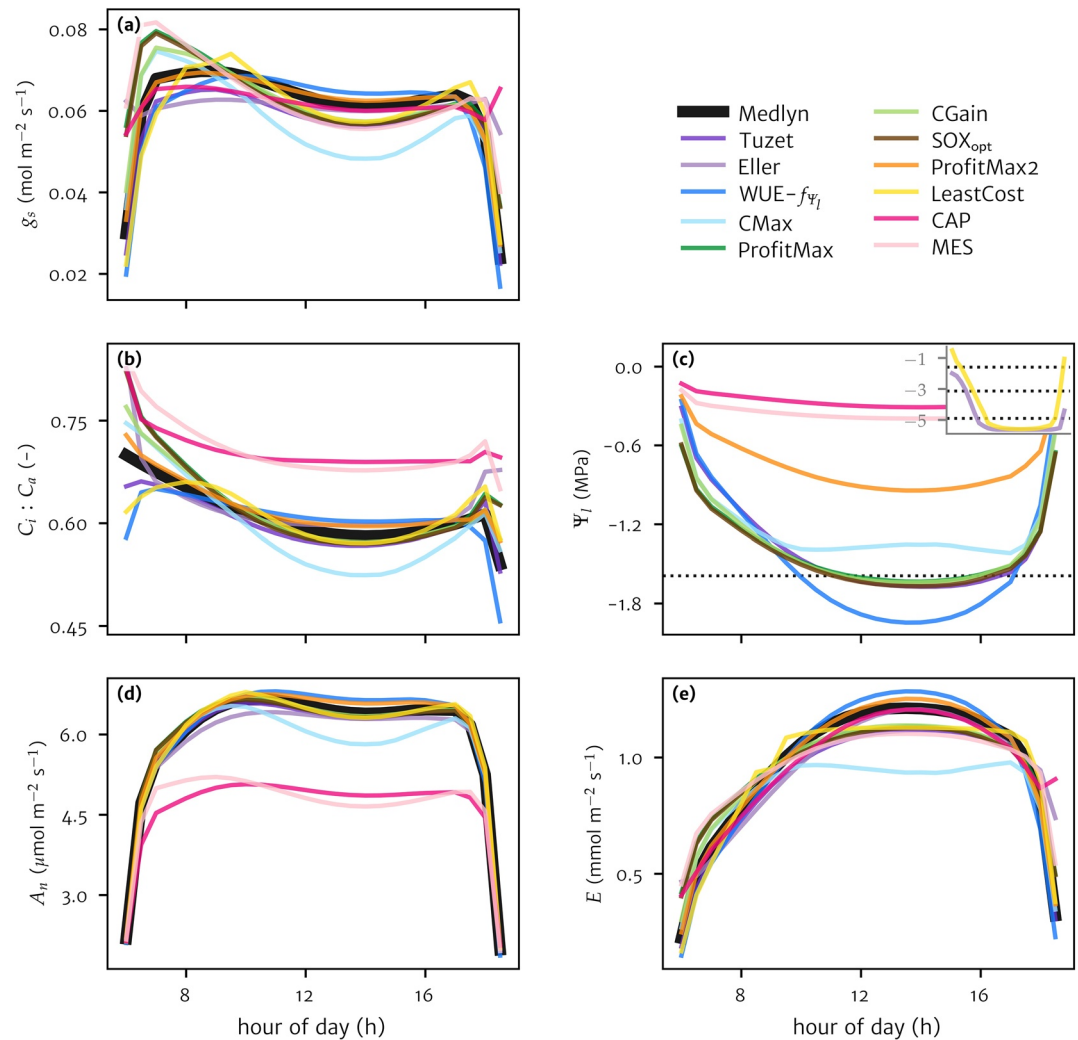 (a)
0.08
0.06
0.04
0.02
g_s (mol m⁻² s⁻¹)
Medlyn
Tuzet
Eller
WUE-f_Ψ_l
CMax
ProfitMax
CGain
SOX_opt
ProfitMax2
LeastCost
CAP
MES
(b)
0.75
0.60
0.45
C_i : C_a (–)
(c)
0.0
−0.6
−1.2
−1.8
Ψ_l (MPa)
−1
−3
−5
(d)
6.0
4.5
3.0
A_n (μmol m⁻² s⁻¹)
8 12 16
hour of day (h)
(e)
1.0
0.5
E (mmol m⁻² s⁻¹)
8 12 16
hour of day (h)